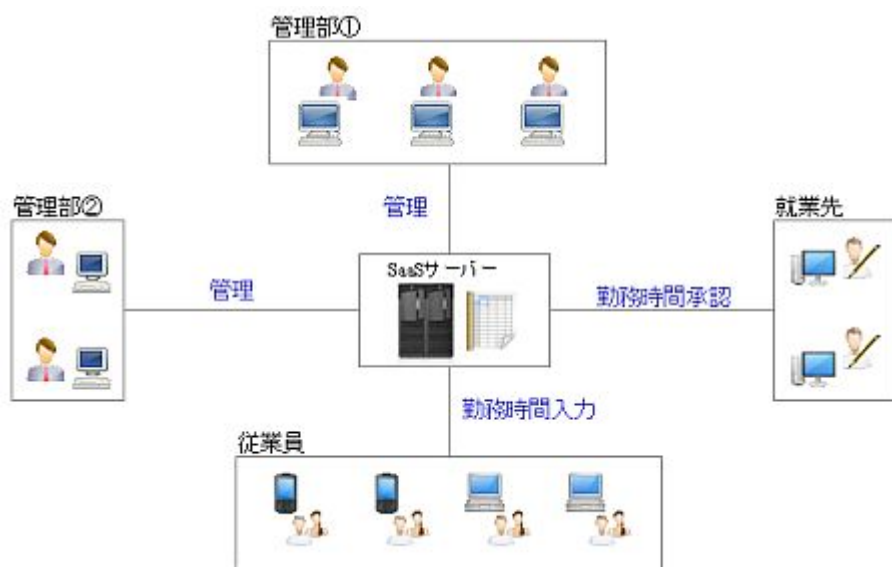 管理部①
管理
管理部②
管理
SaaSサーバー
就業先
勤務時間承認
勤務時間入力
従業員